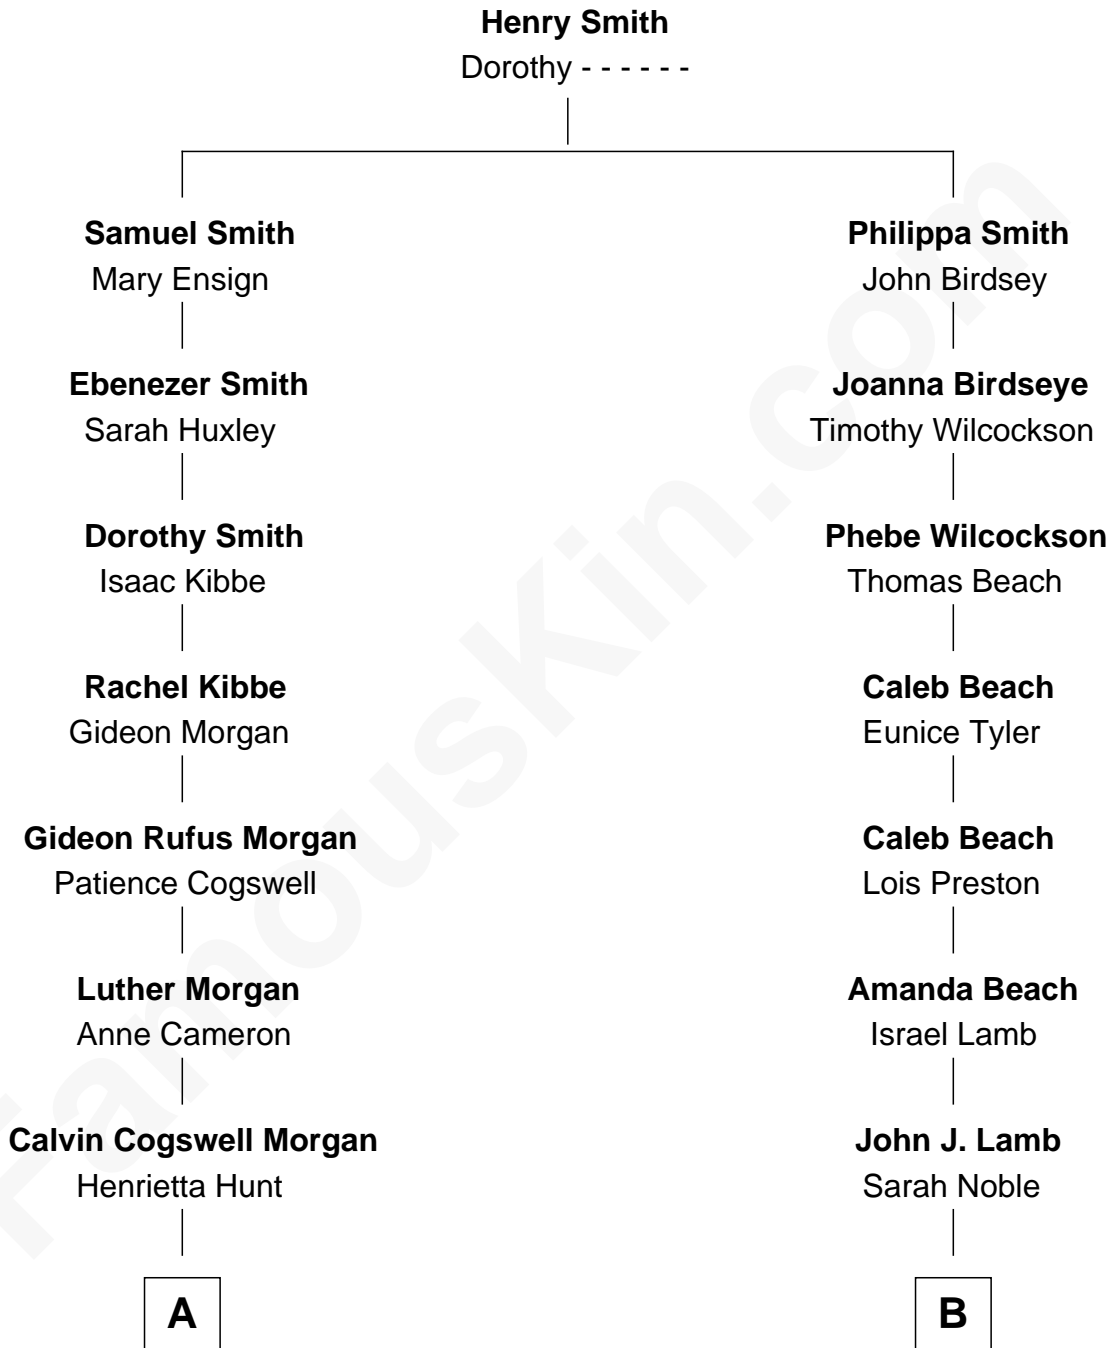 Henry Smith
Dorothy - - - - - -
Samuel Smith
Mary Ensign
Philippa Smith
John Birdsey
Ebenezer Smith
Sarah Huxley
Joanna Birdseye
Timothy Wilcockson
Dorothy Smith
Isaac Kibbe
Phebe Wilcockson
Thomas Beach
Rachel Kibbe
Gideon Morgan
Caleb Beach
Eunice Tyler
Gideon Rufus Morgan
Patience Cogswell
Caleb Beach
Lois Preston
Luther Morgan
Anne Cameron
Amanda Beach
Israel Lamb
Calvin Cogswell Morgan
Henrietta Hunt
John J. Lamb
Sarah Noble
A
B
FamousKin.com